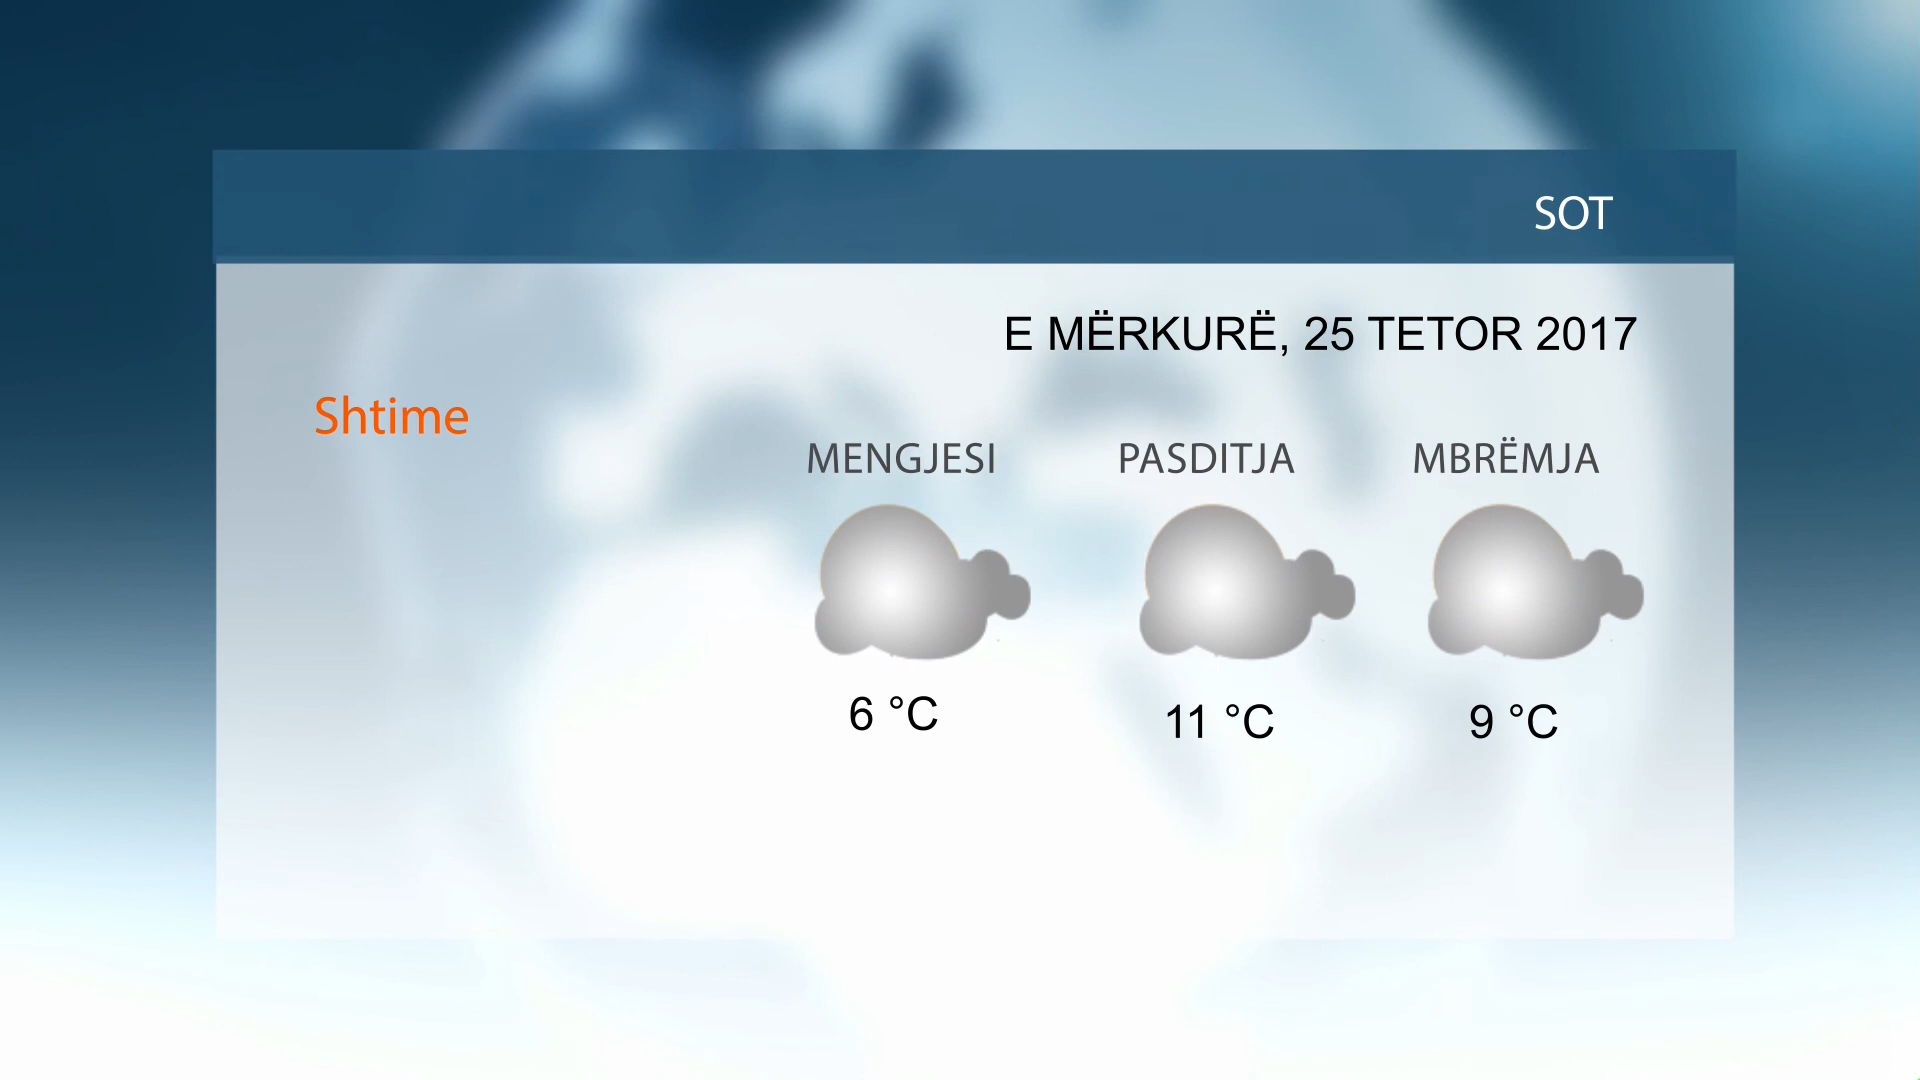 SOT
E MËRKURË, 25 TETOR 2017
Shtime
MENGJESI PASDITJA MBRËMJA
6 °C 11 °C 9 °C